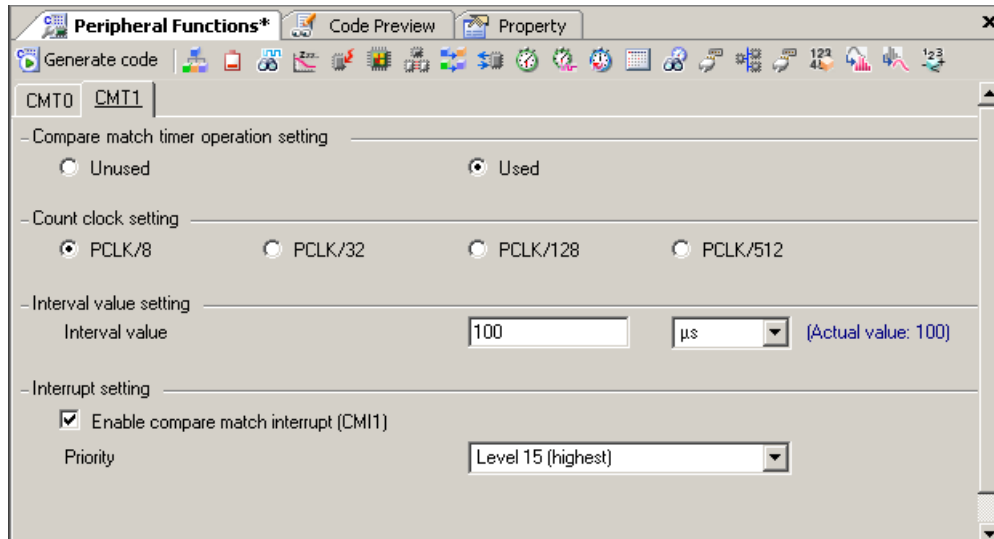 Peripheral Functions* Code Preview Property
Generate code
CMT0 CMT1
Compare match timer operation setting
Unused Used
Count clock setting
PCLK/8 PCLK/32 PCLK/128 PCLK/512
Interval value setting
Interval value 100 µs (Actual value: 100)
Interrupt setting
Enable compare match interrupt (CMI1)
Priority Level 15 (highest)